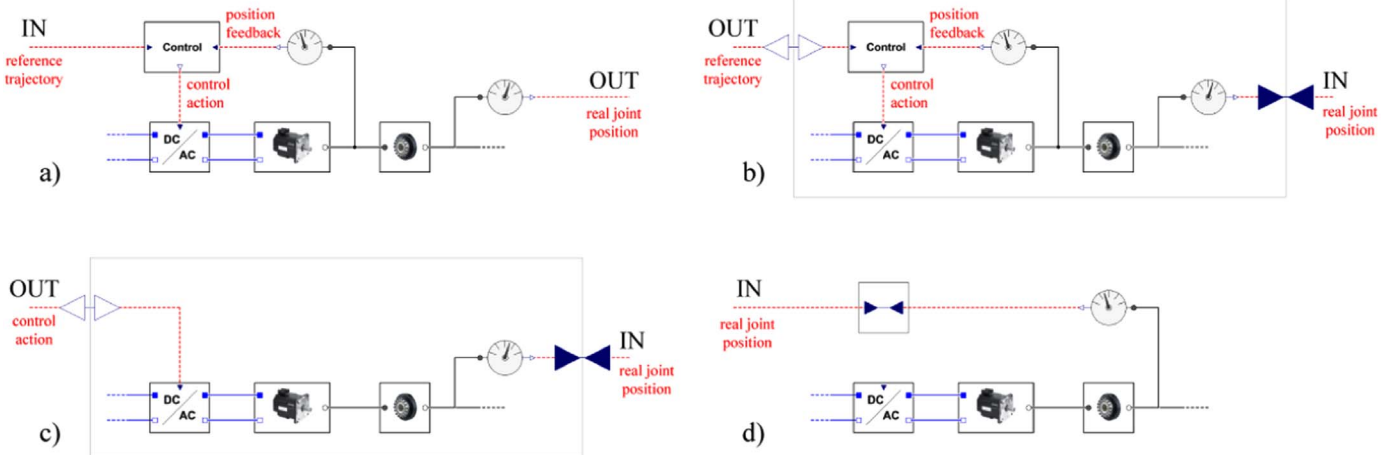 IN
reference
trajectory
Control
position
feedback
control
action
OUT
real joint
position
DC
AC
a)
OUT
reference
trajectory
Control
position
feedback
control
action
IN
real joint
position
DC
AC
b)
OUT
control
action
IN
real joint
position
DC
AC
c)
IN
real joint
position
DC
AC
d)